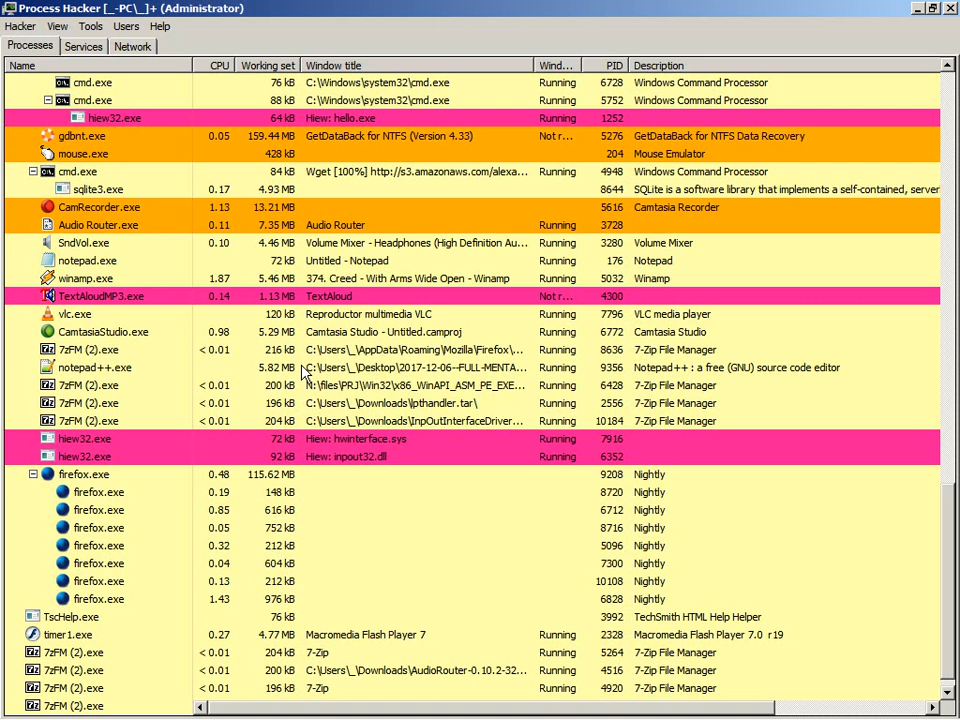 Process Hacker [_-PC\_]+ (Administrator)
Hacker View Tools Users Help
Processes Services Network
Name CPU Working set Window title Wind... PID Description
cmd.exe 76 kB C:\Windows\system32\cmd.exe Running 6728 Windows Command Processor
cmd.exe 88 kB C:\Windows\system32\cmd.exe Running 5752 Windows Command Processor
hiew32.exe 64 kB Hiew: hello.exe Running 1252
gdbnt.exe 0.05 159.44 MB GetDataBack for NTFS (Version 4.33) Not r... 5276 GetDataBack for NTFS Data Recovery
mouse.exe 428 kB 204 Mouse Emulator
cmd.exe 84 kB Wget [100%] http://s3.amazonaws.com/alexa... Running 4948 Windows Command Processor
sqlite3.exe 0.17 4.93 MB 8644 SQLite is a software library that implements a self-contained, server
CamRecorder.exe 1.13 13.21 MB 5616 Camtasia Recorder
Audio Router.exe 0.11 7.35 MB Audio Router Running 3728
SndVol.exe 0.10 4.46 MB Volume Mixer - Headphones (High Definition Au... Running 3280 Volume Mixer
notepad.exe 72 kB Untitled - Notepad Running 176 Notepad
winamp.exe 1.87 5.46 MB 374. Creed - With Arms Wide Open - Winamp Running 5032 Winamp
TextAloudMP3.exe 0.14 1.13 MB TextAloud Not r... 4300
vlc.exe 120 kB Reproductor multimedia VLC Running 7796 VLC media player
CamtasiaStudio.exe 0.98 5.29 MB Camtasia Studio - Untitled.camproj Running 6772 Camtasia Studio
7zFM (2).exe < 0.01 216 kB C:\Users\_\AppData\Roaming\Mozilla\Firefox\... Running 8636 7-Zip File Manager
notepad++.exe 5.82 MB C:\Users\_\Desktop\2017-12-06--FULL-MENTA... Running 9356 Notepad++ : a free (GNU) source code editor
7zFM (2).exe < 0.01 200 kB N:\files\PRJ\Win32\x86_WinAPI_ASM_PE_EXE... Running 6428 7-Zip File Manager
7zFM (2).exe < 0.01 196 kB C:\Users\_\Downloads\lpthandler.tar\ Running 2556 7-Zip File Manager
7zFM (2).exe < 0.01 204 kB C:\Users\_\Downloads\InpOutInterfaceDriver... Running 10184 7-Zip File Manager
hiew32.exe 72 kB Hiew: hwinterface.sys Running 7916
hiew32.exe 92 kB Hiew: inpout32.dll Running 6352
firefox.exe 0.48 115.62 MB 9208 Nightly
firefox.exe 0.19 148 kB 8720 Nightly
firefox.exe 0.85 616 kB 6712 Nightly
firefox.exe 0.05 752 kB 8716 Nightly
firefox.exe 0.32 212 kB 5096 Nightly
firefox.exe 0.04 604 kB 7300 Nightly
firefox.exe 0.13 212 kB 10108 Nightly
firefox.exe 1.43 976 kB 6828 Nightly
TscHelp.exe 76 kB 3992 TechSmith HTML Help Helper
timer1.exe 0.27 4.77 MB Macromedia Flash Player 7 Running 2328 Macromedia Flash Player 7.0 r19
7zFM (2).exe < 0.01 204 kB 7-Zip Running 5264 7-Zip File Manager
7zFM (2).exe < 0.01 200 kB C:\Users\_\Downloads\AudioRouter-0.10.2-32... Running 4516 7-Zip File Manager
7zFM (2).exe < 0.01 196 kB 7-Zip Running 4920 7-Zip File Manager
7zFM (2).exe